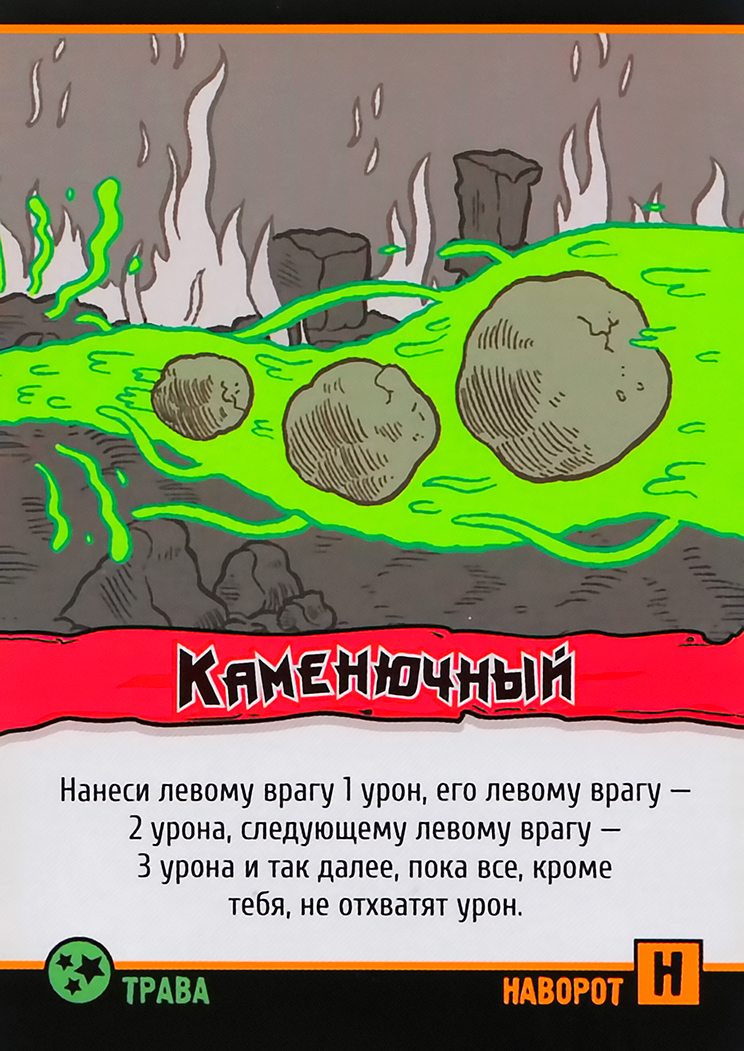 Каменючный
Нанеси левому врагу 1 урон, его левому врагу —
2 урона, следующему левому врагу —
3 урона и так далее, пока все, кроме
тебя, не отхватят урон.
ТРАВА
НАВОРОТ Н